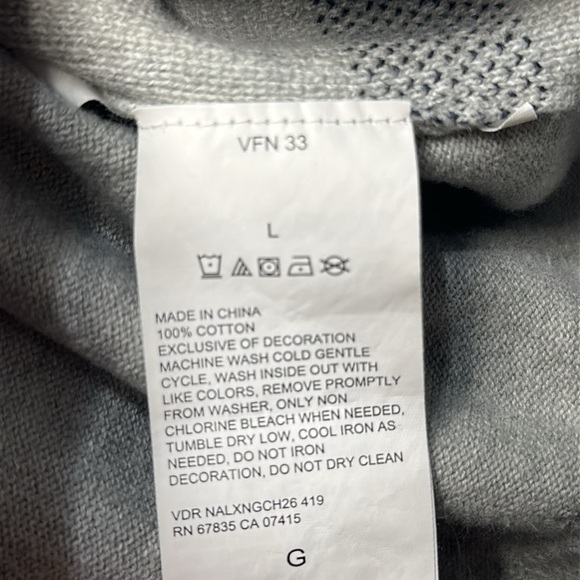 VFN 33
L
MADE IN CHINA
100% COTTON
EXCLUSIVE OF DECORATION
MACHINE WASH COLD GENTLE
CYCLE, WASH INSIDE OUT WITH
LIKE COLORS, REMOVE PROMPTLY
FROM WASHER, ONLY NON
CHLORINE BLEACH WHEN NEEDED,
TUMBLE DRY LOW, COOL IRON AS
NEEDED, DO NOT IRON
DECORATION, DO NOT DRY CLEAN
VDR NALXNGCH26 419
RN 67835 CA 07415
G